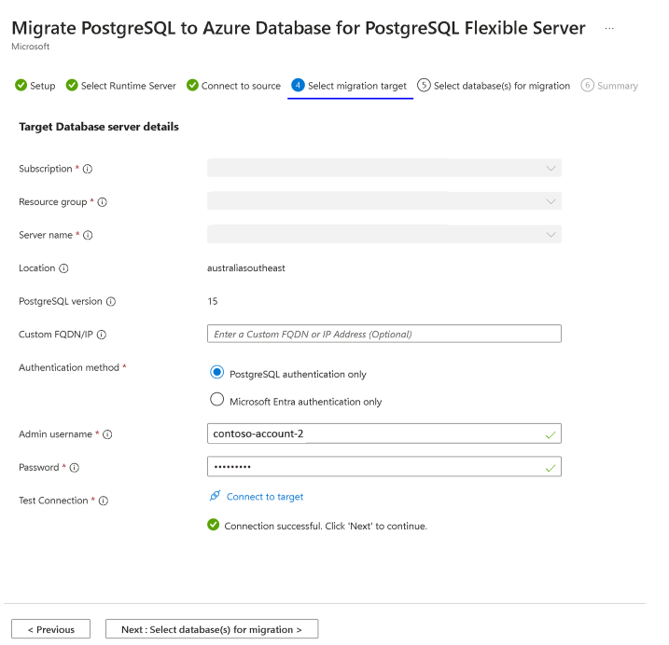 Migrate PostgreSQL to Azure Database for PostgreSQL Flexible Server ...
Microsoft
Setup Select Runtime Server Connect to source 4 Select migration target 5 Select database(s) for migration 6 Summary
Target Database server details
Subscription *
Resource group *
Server name *
Location australiasoutheast
PostgreSQL version 15
Custom FQDN/IP Enter a Custom FQDN or IP Address (Optional)
Authentication method *
PostgreSQL authentication only
Microsoft Entra authentication only
Admin username * contoso-account-2
Password * •••••••••
Test Connection * Connect to target
Connection successful. Click 'Next' to continue.
< Previous Next : Select database(s) for migration >